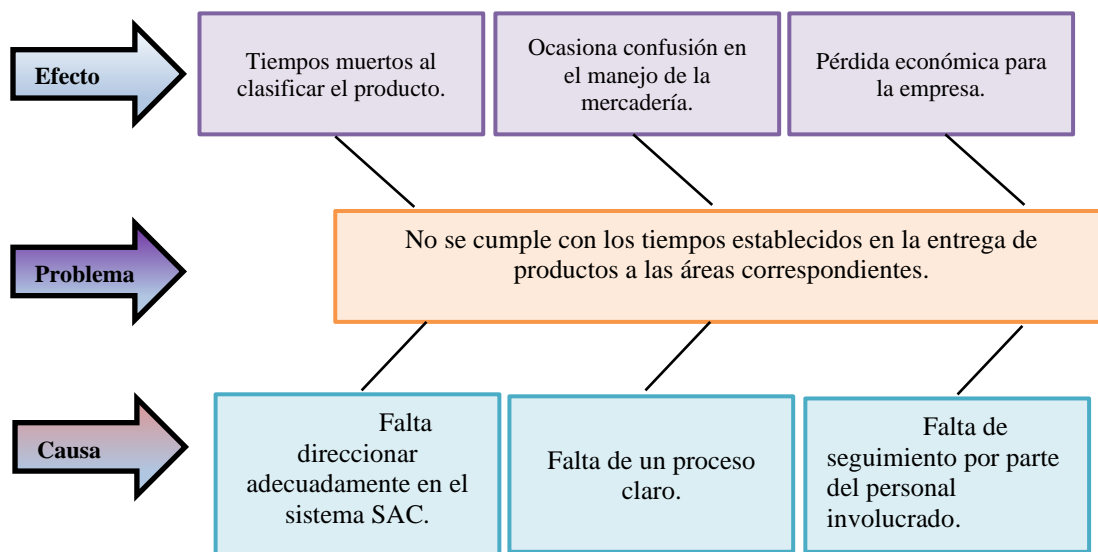 Efecto
Tiempos muertos al
clasificar el producto.
Ocasiona confusión en
el manejo de la
mercadería.
Pérdida económica para
la empresa.
Problema
No se cumple con los tiempos establecidos en la entrega de
productos a las áreas correspondientes.
Causa
Falta
direccionar
adecuadamente en el
sistema SAC.
Falta de un proceso
claro.
Falta de
seguimiento por parte
del personal
involucrado.